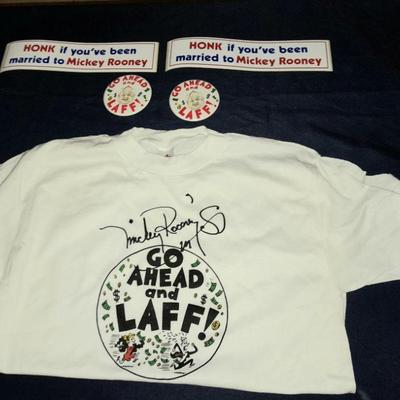 HONK if you've been
married to Mickey Rooney
HONK if you've been
married to Mickey Rooney
GO AHEAD
and
LAFF!
GO AHEAD
and
LAFF!
Mickey Rooney's
GO
AHEAD and
LAFF!